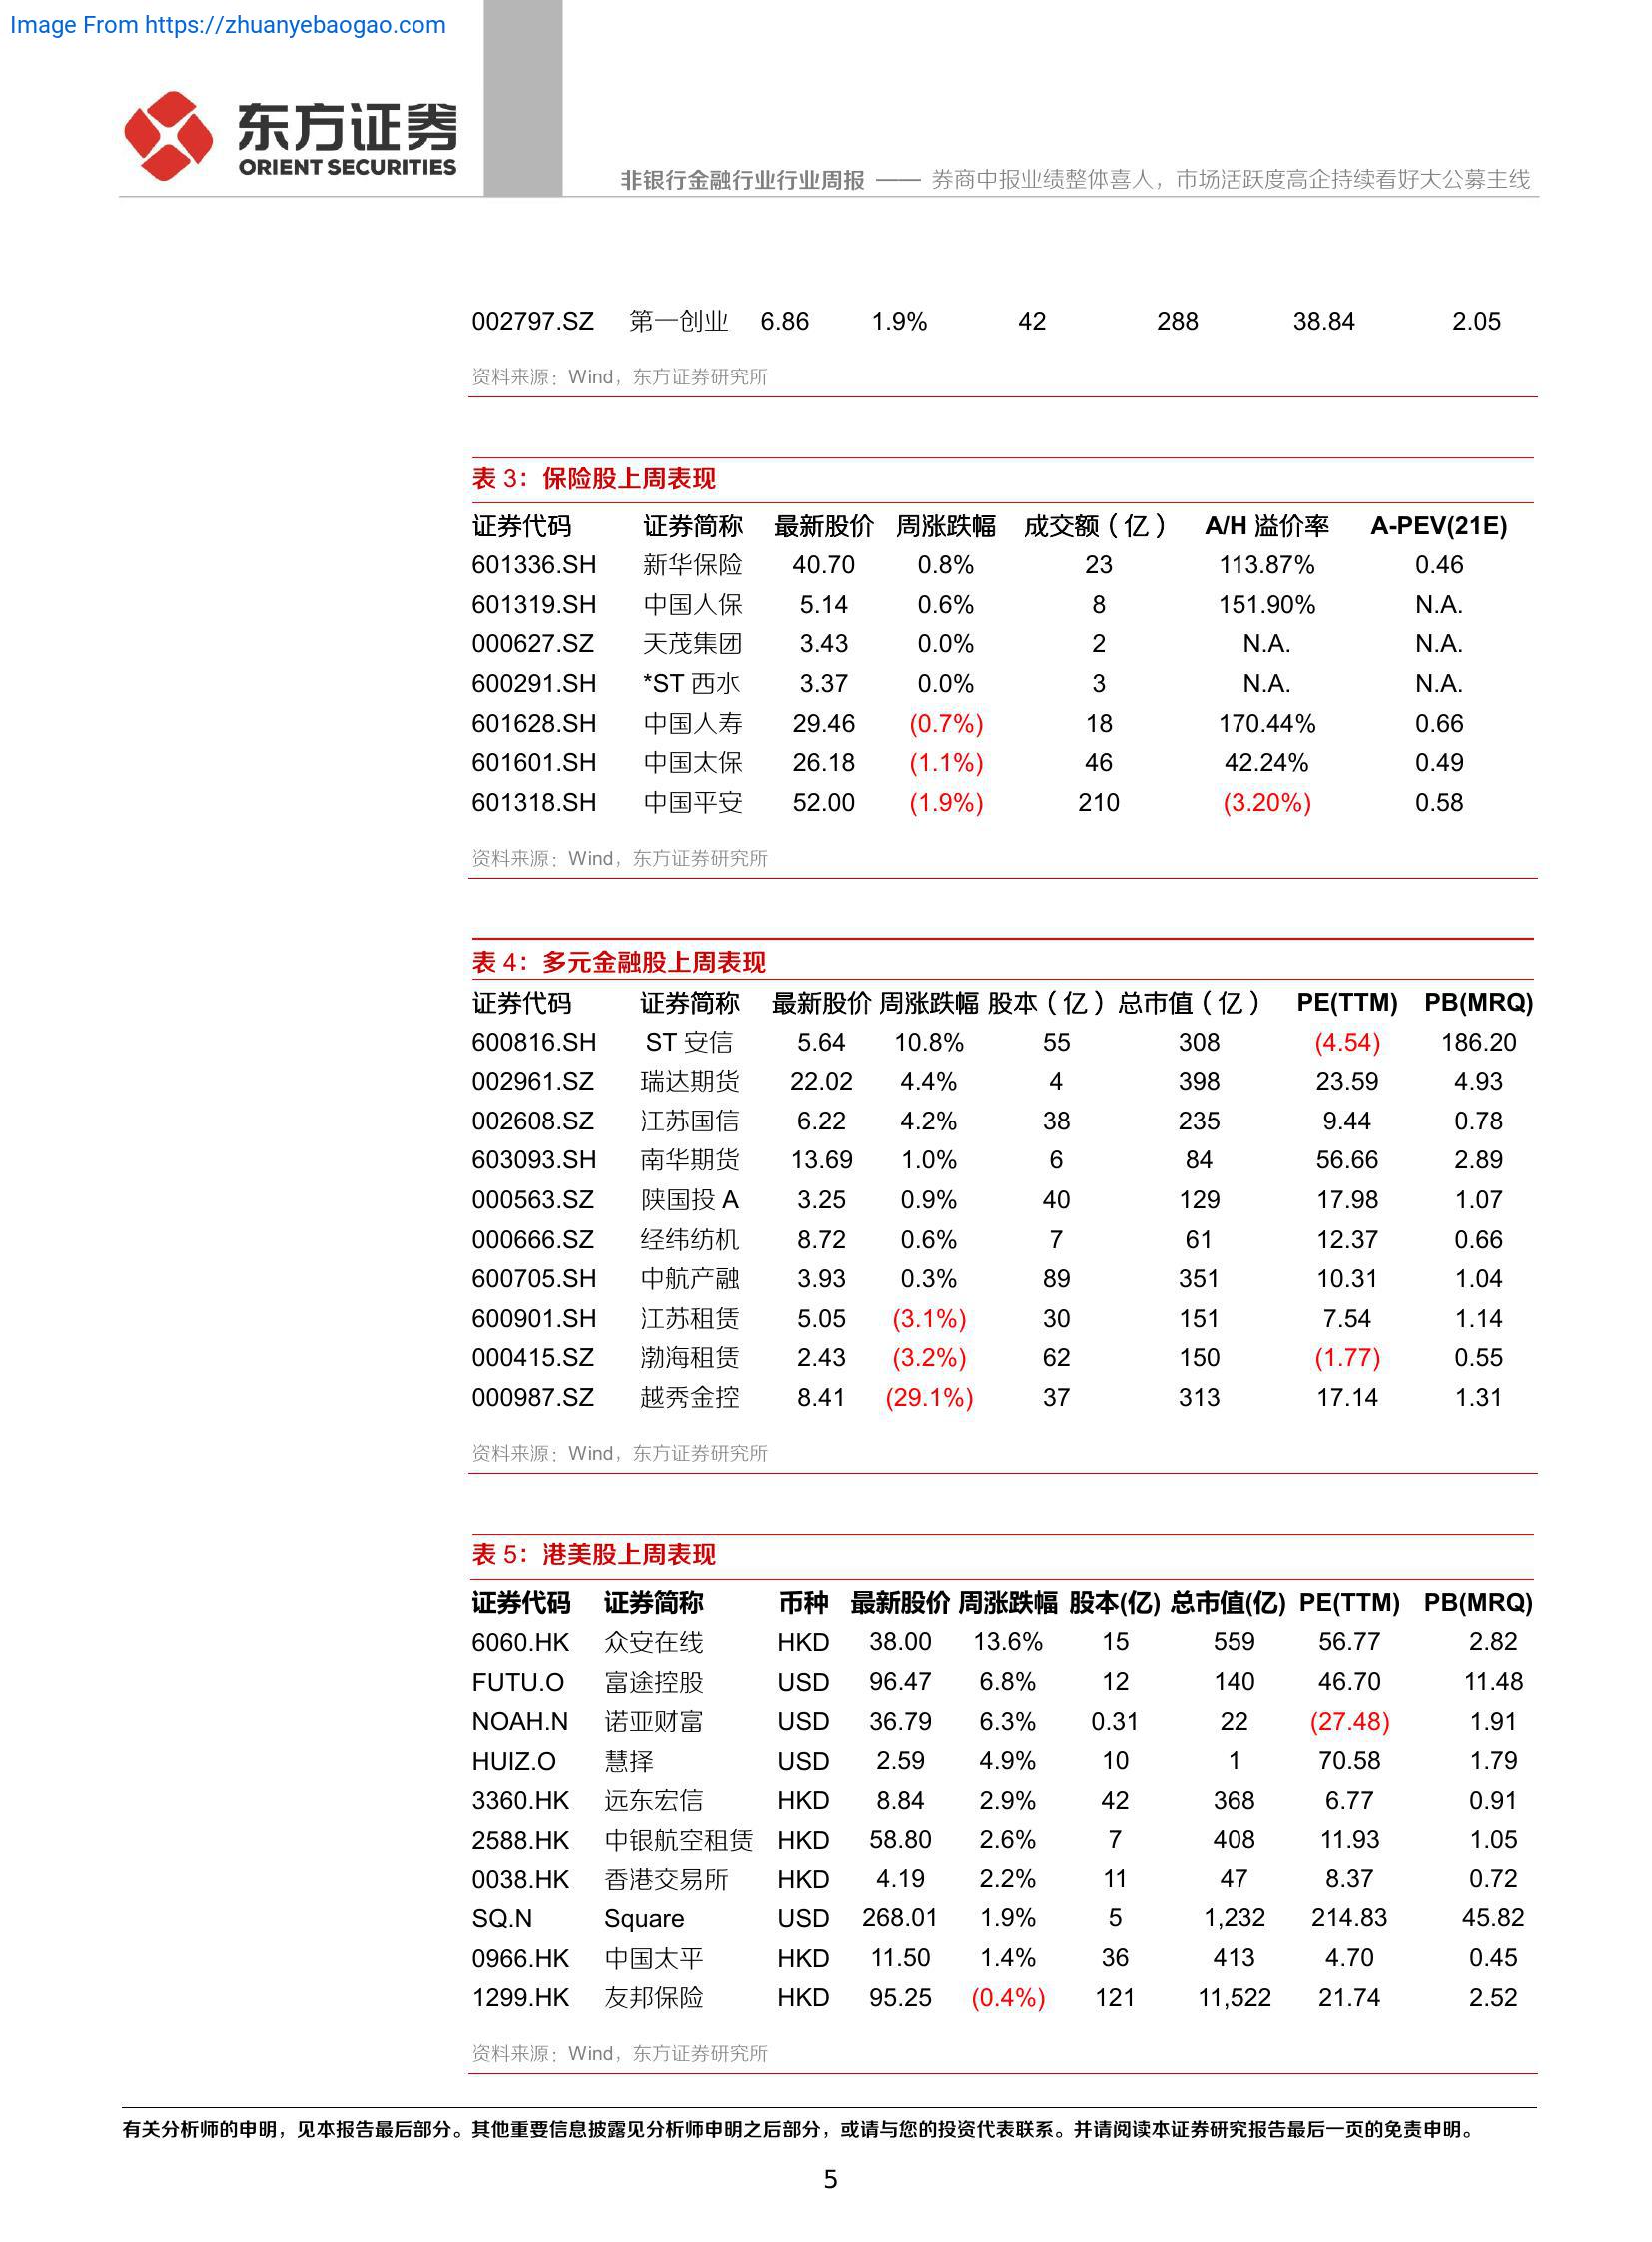 Image From https://zhuanyebaogao.com
东方证券
ORIENT SECURITIES
非银行金融行业行业周报 —— 券商中报业绩整体喜人，市场活跃度高企持续看好大公募主线
002797.SZ 第一创业 6.86 1.9% 42 288 38.84 2.05
资料来源：Wind，东方证券研究所
表 3：保险股上周表现
证券代码 证券简称 最新股价 周涨跌幅 成交额（亿） A/H 溢价率 A-PEV(21E)
601336.SH 新华保险 40.70 0.8% 23 113.87% 0.46
601319.SH 中国人保 5.14 0.6% 8 151.90% N.A.
000627.SZ 天茂集团 3.43 0.0% 2 N.A. N.A.
600291.SH *ST 西水 3.37 0.0% 3 N.A. N.A.
601628.SH 中国人寿 29.46 (0.7%) 18 170.44% 0.66
601601.SH 中国太保 26.18 (1.1%) 46 42.24% 0.49
601318.SH 中国平安 52.00 (1.9%) 210 (3.20%) 0.58
资料来源：Wind，东方证券研究所
表 4：多元金融股上周表现
证券代码 证券简称 最新股价 周涨跌幅 股本（亿） 总市值（亿） PE(TTM) PB(MRQ)
600816.SH ST 安信 5.64 10.8% 55 308 (4.54) 186.20
002961.SZ 瑞达期货 22.02 4.4% 4 398 23.59 4.93
002608.SZ 江苏国信 6.22 4.2% 38 235 9.44 0.78
603093.SH 南华期货 13.69 1.0% 6 84 56.66 2.89
000563.SZ 陕国投 A 3.25 0.9% 40 129 17.98 1.07
000666.SZ 经纬纺机 8.72 0.6% 7 61 12.37 0.66
600705.SH 中航产融 3.93 0.3% 89 351 10.31 1.04
600901.SH 江苏租赁 5.05 (3.1%) 30 151 7.54 1.14
000415.SZ 渤海租赁 2.43 (3.2%) 62 150 (1.77) 0.55
000987.SZ 越秀金控 8.41 (29.1%) 37 313 17.14 1.31
资料来源：Wind，东方证券研究所
表 5：港美股上周表现
证券代码 证券简称 币种 最新股价 周涨跌幅 股本(亿) 总市值(亿) PE(TTM) PB(MRQ)
6060.HK 众安在线 HKD 38.00 13.6% 15 559 56.77 2.82
FUTU.O 富途控股 USD 96.47 6.8% 12 140 46.70 11.48
NOAH.N 诺亚财富 USD 36.79 6.3% 0.31 22 (27.48) 1.91
HUIZ.O 慧择 USD 2.59 4.9% 10 1 70.58 1.79
3360.HK 远东宏信 HKD 8.84 2.9% 42 368 6.77 0.91
2588.HK 中银航空租赁 HKD 58.80 2.6% 7 408 11.93 1.05
0038.HK 香港交易所 HKD 4.19 2.2% 11 47 8.37 0.72
SQ.N Square USD 268.01 1.9% 5 1,232 214.83 45.82
0966.HK 中国太平 HKD 11.50 1.4% 36 413 4.70 0.45
1299.HK 友邦保险 HKD 95.25 (0.4%) 121 11,522 21.74 2.52
资料来源：Wind，东方证券研究所
有关分析师的申明，见本报告最后部分。其他重要信息披露见分析师申明之后部分，或请与您的投资代表联系。并请阅读本证券研究报告最后一页的免责申明。
5